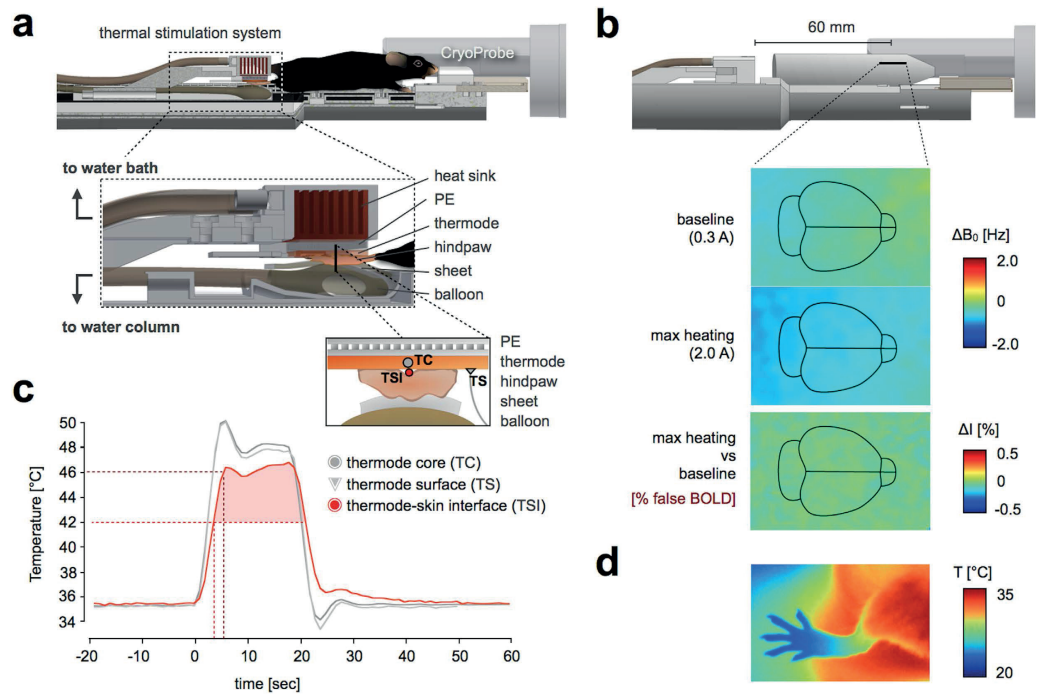 a
thermal stimulation system
CryoProbe
to water bath
heat sink
PE
thermode
hindpaw
sheet
balloon
to water column
PE
thermode
hindpaw
sheet
balloon
TC
TSI
TS
b
60 mm
baseline
(0.3 A)
max heating
(2.0 A)
max heating
vs
baseline
[% false BOLD]
ΔB₀ [Hz]
2.0
0
-2.0
ΔI [%]
0.5
0
-0.5
c
Temperature [°C]
50
48
46
44
42
40
38
36
34
-20
-10
0
10
20
30
40
50
60
time [sec]
thermode core (TC)
thermode surface (TS)
thermode-skin interface (TSI)
d
T [°C]
35
20